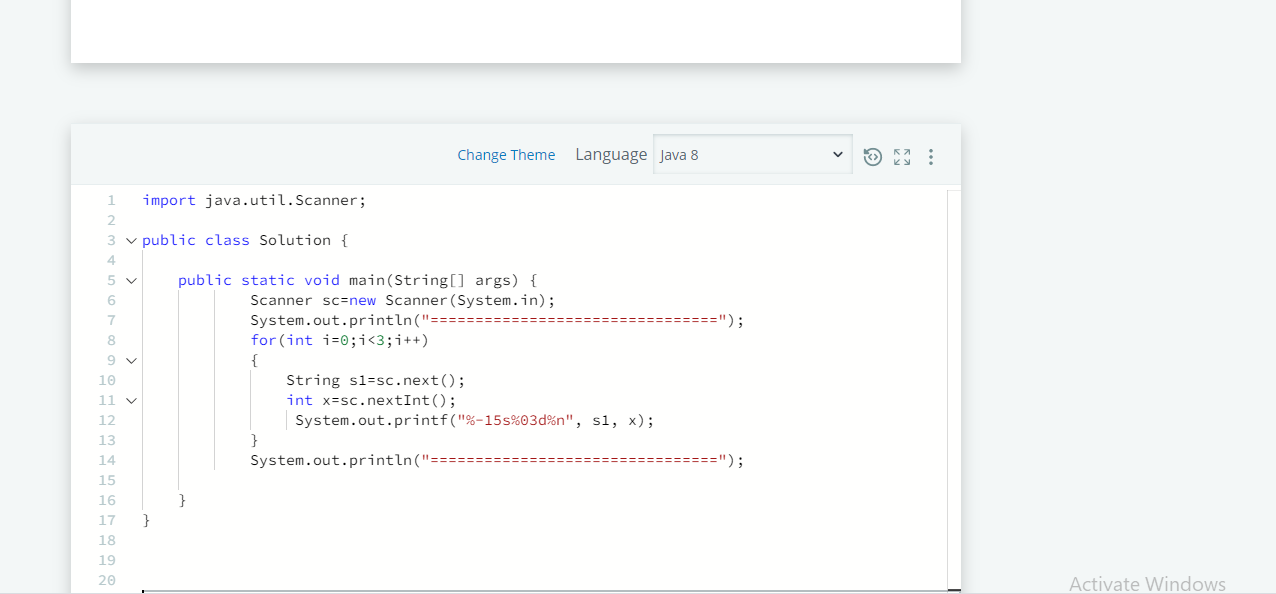 Change Theme Language Java 8
1 import java.util.Scanner;
2
3 public class Solution {
4
5 public static void main(String[] args) {
6 Scanner sc=new Scanner(System.in);
7 System.out.println("================================");
8 for(int i=0;i<3;i++)
9 {
10 String s1=sc.next();
11 int x=sc.nextInt();
12 System.out.printf("%-15s%03d%n", s1, x);
13 }
14 System.out.println("================================");
15
16 }
17 }
18
19
20
Activate Windows